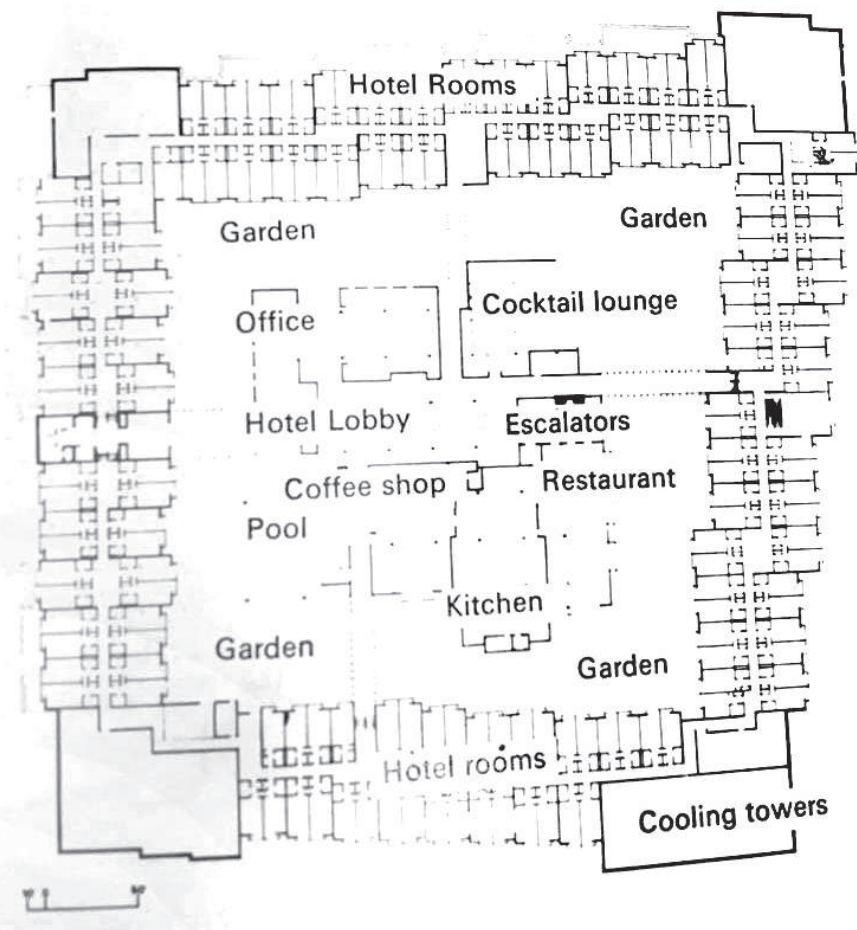 Hotel Rooms
Garden
Garden
Office
Cocktail lounge
Hotel Lobby
Escalators
Coffee shop
Restaurant
Pool
Kitchen
Garden
Garden
Hotel rooms
Cooling towers